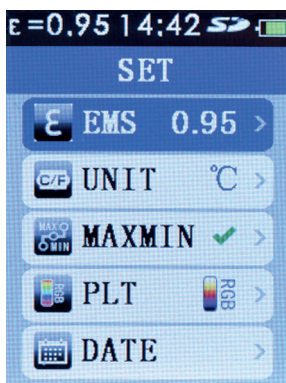 ε=0.95 14:42 SD
SET
ε EMS 0.95 >
C/F UNIT °C >
MAX MIN MAXMIN ✔ >
RGB PLT RGB >
DATE >